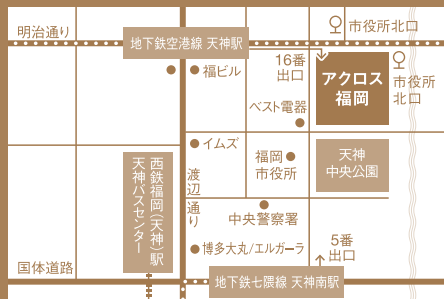 市役所北口
明治通り
地下鉄空港線 天神駅
福ビル
16番
出口
アクロス
福岡
市役所
北口
ベスト電器
イムズ
福岡
市役所
天神
中央公園
西鉄福岡(天神)駅
天神バスセンター
渡辺通り
中央警察署
博多大丸/エルガーラ
5番
出口
国体道路
地下鉄七隈線 天神南駅